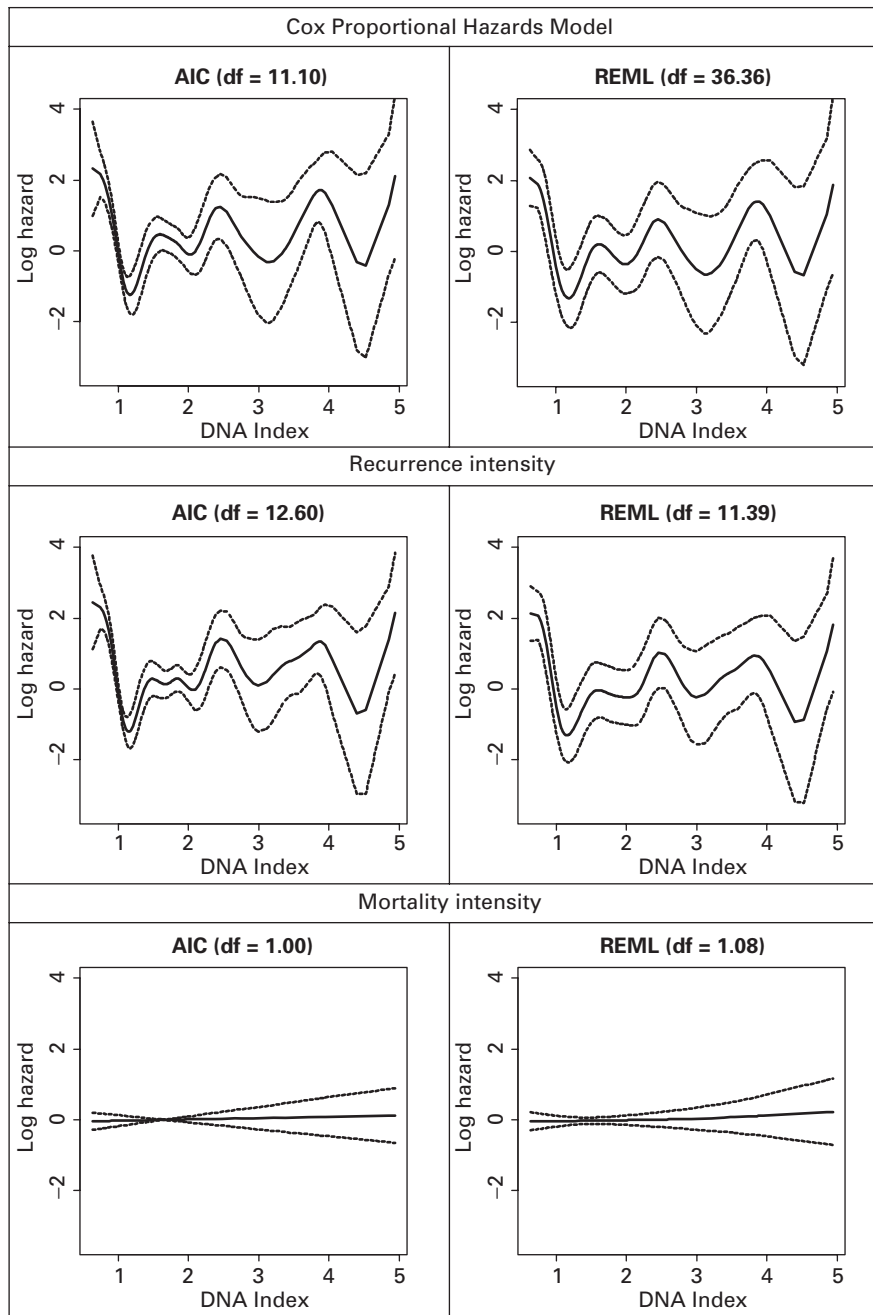 Cox Proportional Hazards Model
AIC (df = 11.10)
Log hazard
4
2
0
−2
1 2 3 4 5
DNA Index
REML (df = 36.36)
Log hazard
4
2
0
−2
1 2 3 4 5
DNA Index
Recurrence intensity
AIC (df = 12.60)
Log hazard
4
2
0
−2
1 2 3 4 5
DNA Index
REML (df = 11.39)
Log hazard
4
2
0
−2
1 2 3 4 5
DNA Index
Mortality intensity
AIC (df = 1.00)
Log hazard
4
2
0
−2
1 2 3 4 5
DNA Index
REML (df = 1.08)
Log hazard
4
2
0
−2
1 2 3 4 5
DNA Index